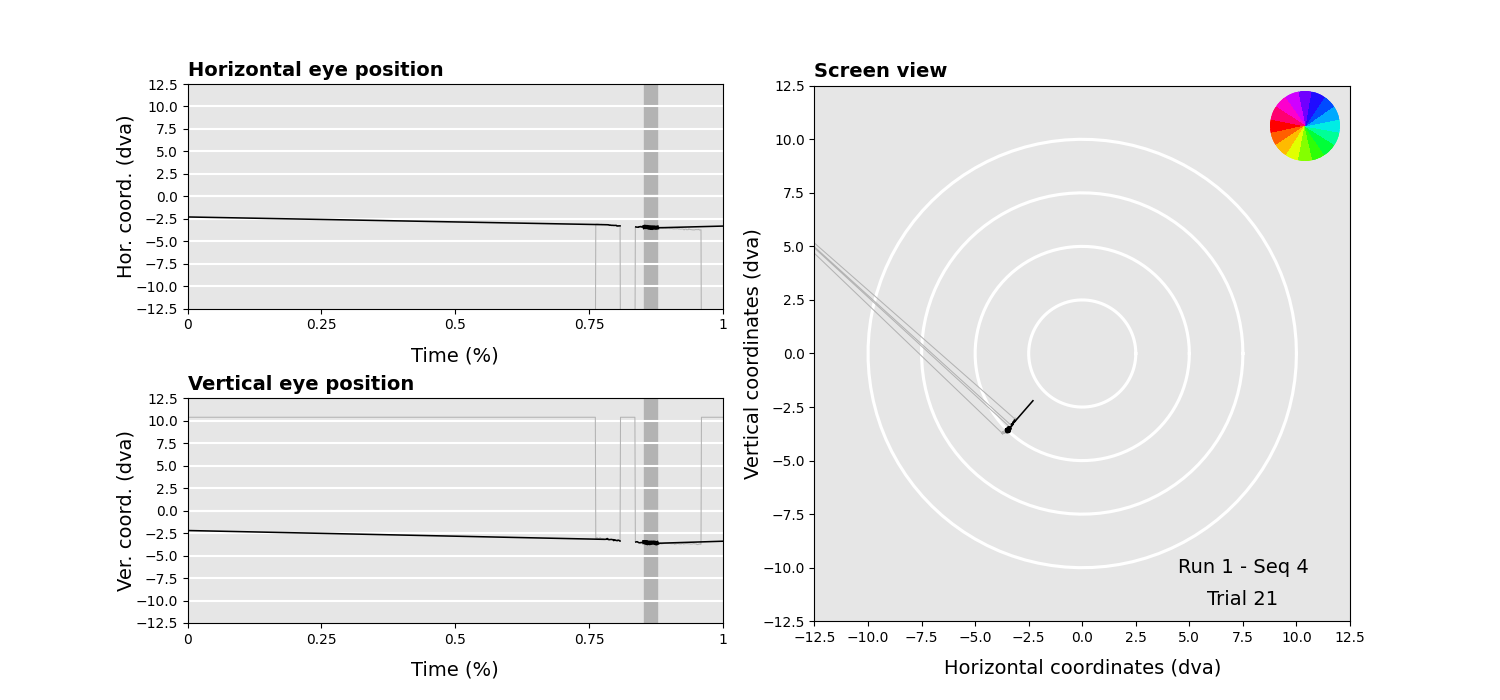 Horizontal eye position
12.5
10.0
7.5
5.0
2.5
0.0
−2.5
−5.0
−7.5
−10.0
−12.5
Hor. coord. (dva)
0 0.25 0.5 0.75 1
Time (%)
Vertical eye position
12.5
10.0
7.5
5.0
2.5
0.0
−2.5
−5.0
−7.5
−10.0
−12.5
Ver. coord. (dva)
0 0.25 0.5 0.75 1
Time (%)
Screen view
12.5
10.0
7.5
5.0
2.5
0.0
−2.5
−5.0
−7.5
−10.0
−12.5
Vertical coordinates (dva)
Run 1 - Seq 4
Trial 21
−12.5 −10.0 −7.5 −5.0 −2.5 0.0 2.5 5.0 7.5 10.0 12.5
Horizontal coordinates (dva)